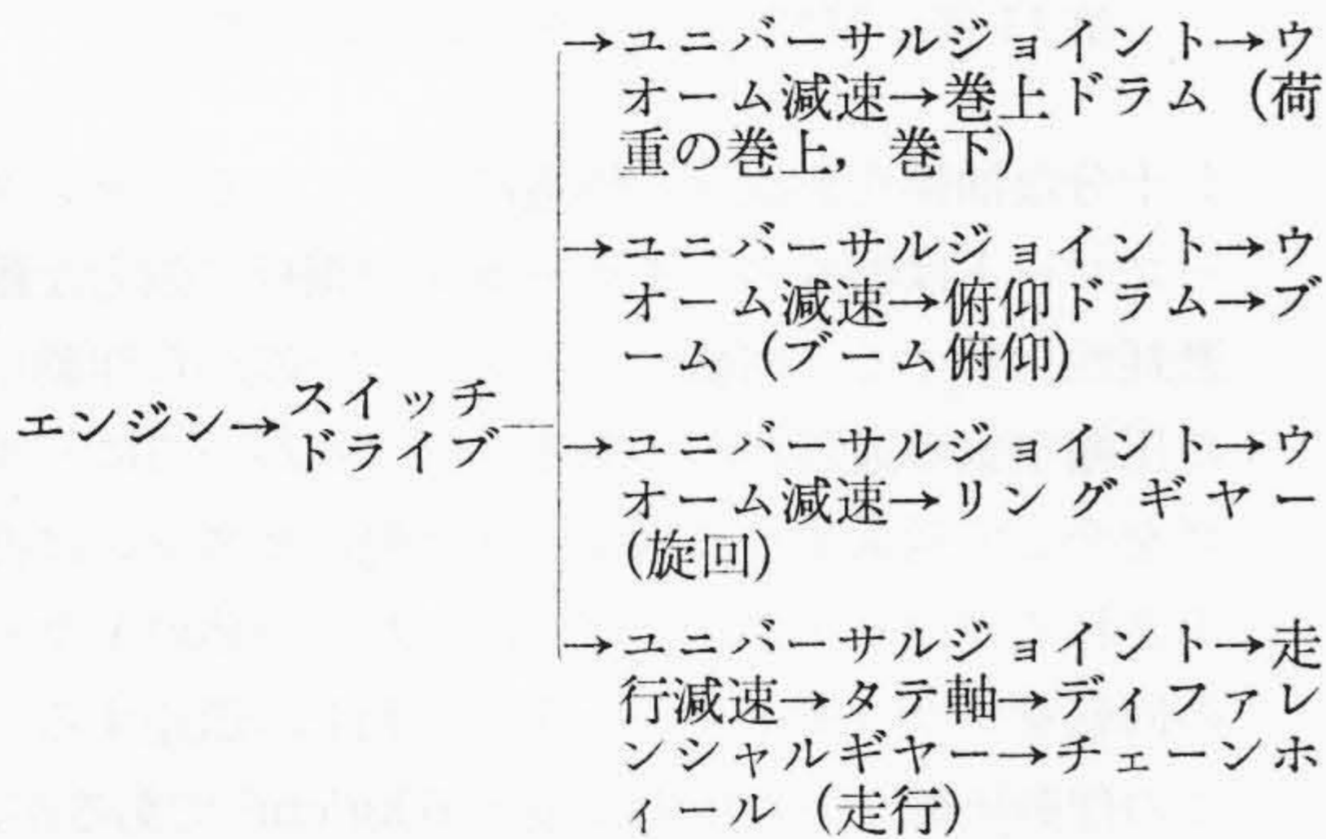 →ユニバーサルジョイント→ウ
オーム減速→巻上ドラム（荷
重の巻上，巻下）
→ユニバーサルジョイント→ウ
オーム減速→俯仰ドラム→ブ
ーム（ブーム俯仰）
エンジン→スイッチ
ドライブ
→ユニバーサルジョイント→ウ
オーム減速→リングギヤー
（旋回）
→ユニバーサルジョイント→走
行減速→タテ軸→ディファレ
ンシャルギヤー→チェーンホ
ィール（走行）